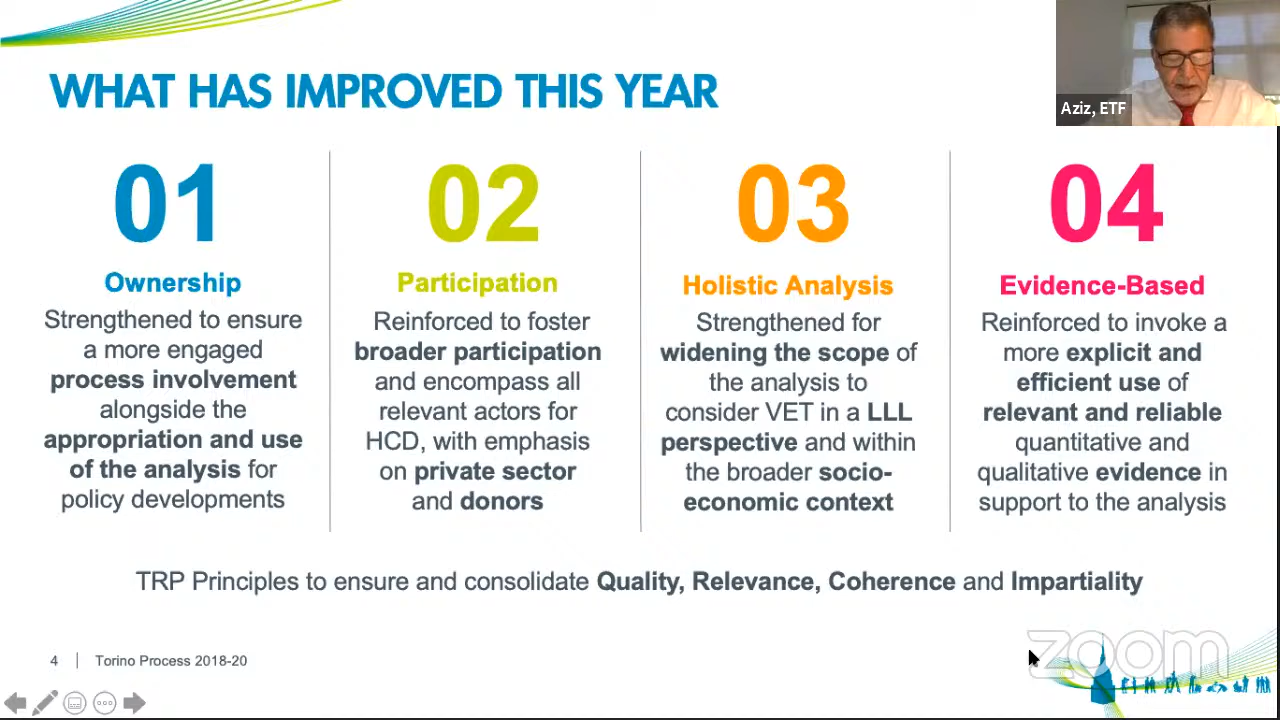 WHAT HAS IMPROVED THIS YEAR
Aziz, ETF
01
Ownership
Strengthened to ensure
a more engaged
process involvement
alongside the
appropriation and use
of the analysis for
policy developments
02
Participation
Reinforced to foster
broader participation
and encompass all
relevant actors for
HCD, with emphasis
on private sector
and donors
03
Holistic Analysis
Strengthened for
widening the scope of
the analysis to
consider VET in a LLL
perspective and within
the broader socio-
economic context
04
Evidence-Based
Reinforced to invoke a
more explicit and
efficient use of
relevant and reliable
quantitative and
qualitative evidence in
support to the analysis
TRP Principles to ensure and consolidate Quality, Relevance, Coherence and Impartiality
4 | Torino Process 2018-20
zoom